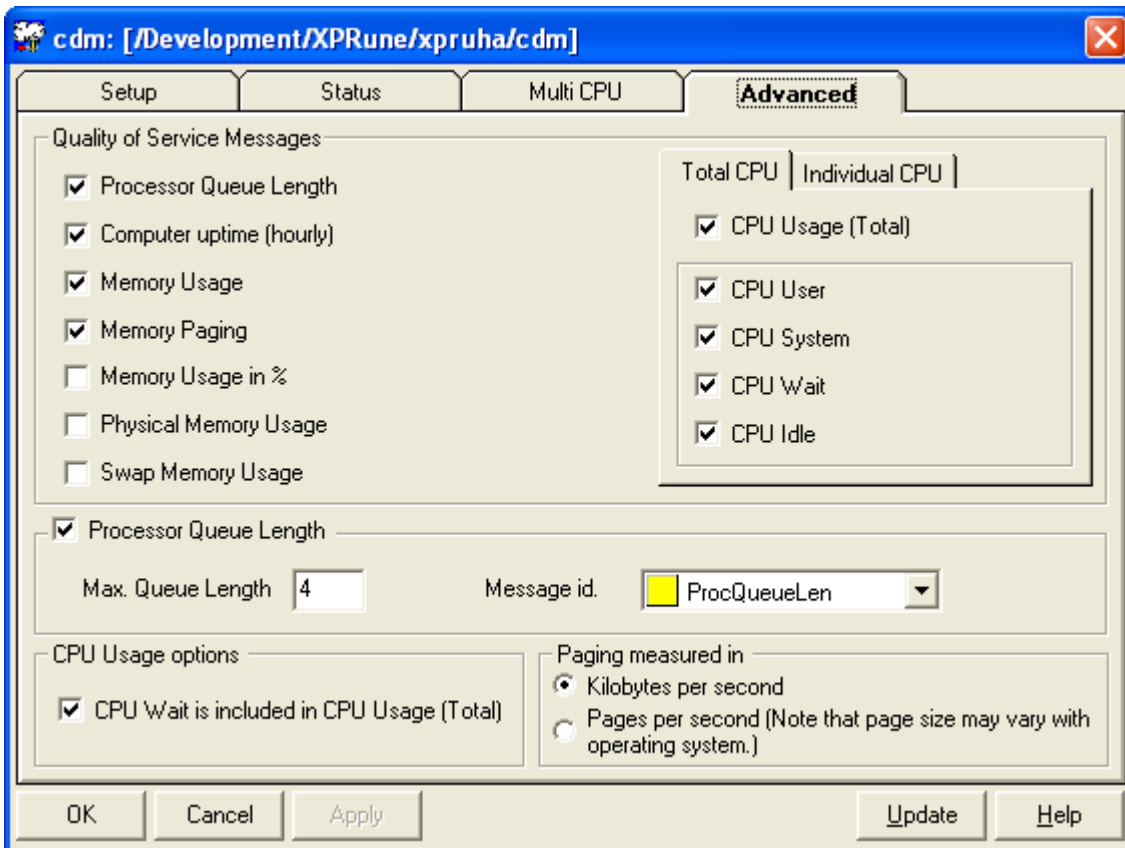 cdm: [/Development/XPRune/xpruha/cdm]
Setup
Status
Multi CPU
Advanced
Quality of Service Messages
Processor Queue Length
Computer uptime (hourly)
Memory Usage
Memory Paging
Memory Usage in %
Physical Memory Usage
Swap Memory Usage
Total CPU
Individual CPU
CPU Usage (Total)
CPU User
CPU System
CPU Wait
CPU Idle
Processor Queue Length
Max. Queue Length
4
Message id.
ProcQueueLen
CPU Usage options
CPU Wait is included in CPU Usage (Total)
Paging measured in
Kilobytes per second
Pages per second (Note that page size may vary with
operating system.)
OK
Cancel
Apply
Update
Help